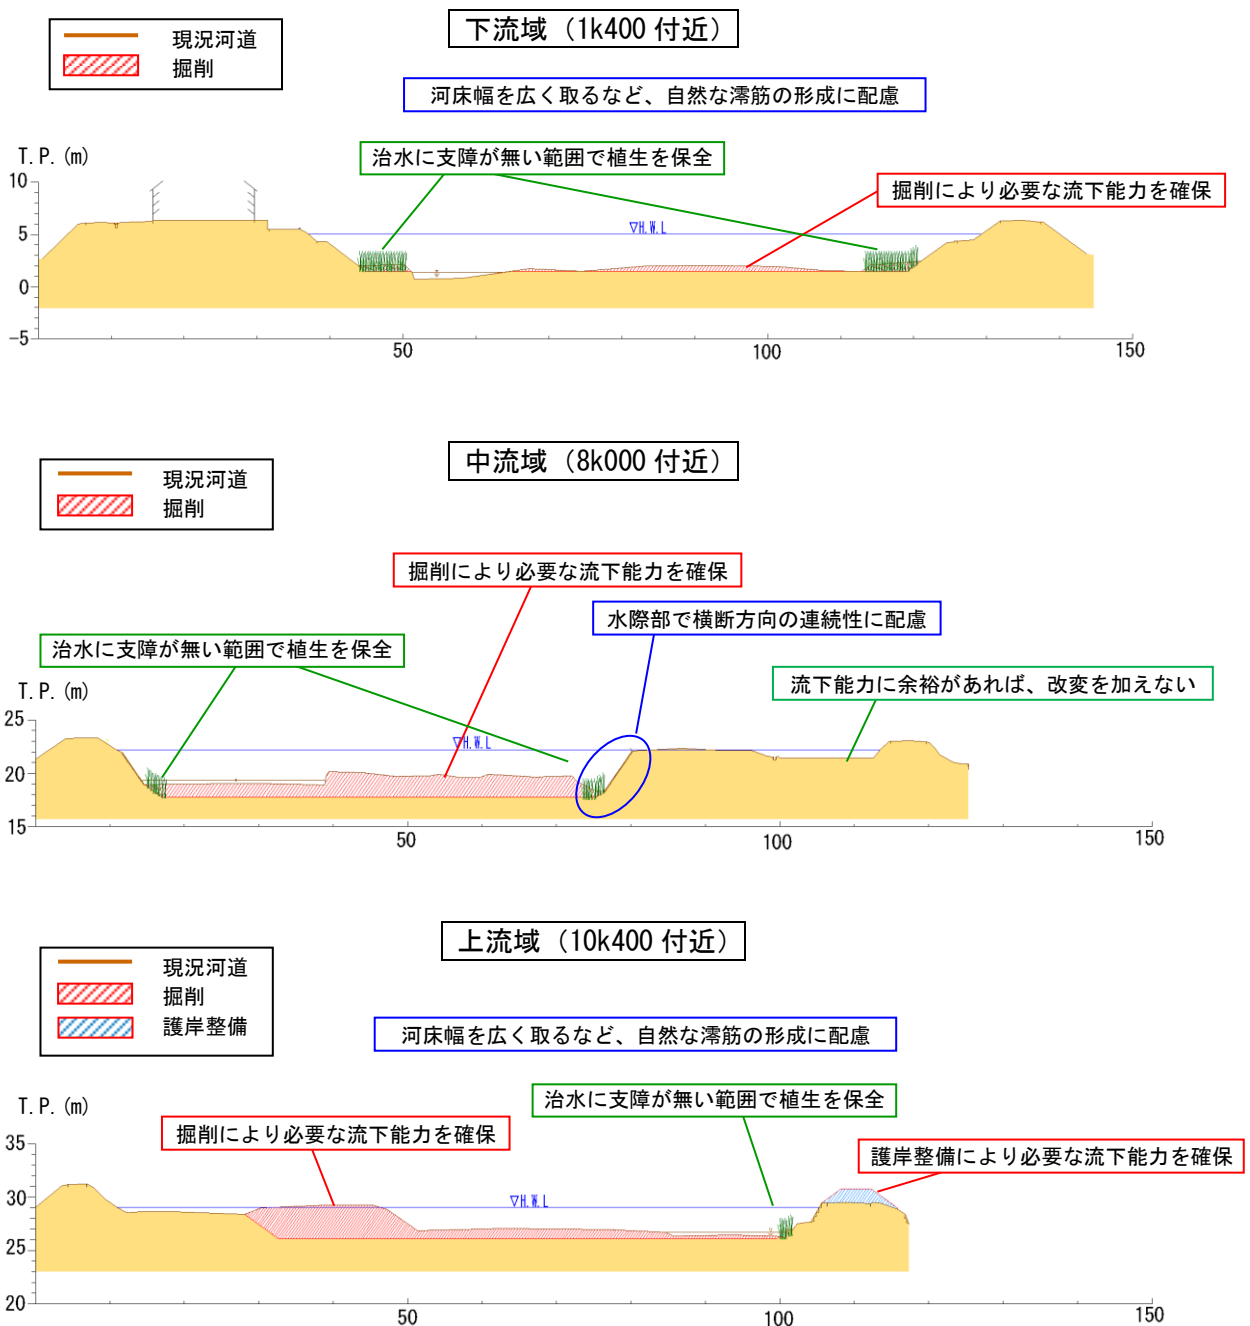 下流域（1k400 付近）
現況河道
掘削
河床幅を広く取るなど、自然な澪筋の形成に配慮
治水に支障が無い範囲で植生を保全
掘削により必要な流下能力を確保
T.P.(m)
10
5
0
-5
▽H.W.L
50
100
150
中流域（8k000 付近）
現況河道
掘削
掘削により必要な流下能力を確保
水際部で横断方向の連続性に配慮
治水に支障が無い範囲で植生を保全
流下能力に余裕があれば、改変を加えない
T.P.(m)
25
20
15
▽H.W.L
50
100
150
上流域（10k400 付近）
現況河道
掘削
護岸整備
河床幅を広く取るなど、自然な澪筋の形成に配慮
治水に支障が無い範囲で植生を保全
掘削により必要な流下能力を確保
護岸整備により必要な流下能力を確保
T.P.(m)
35
30
25
20
▽H.W.L
50
100
150